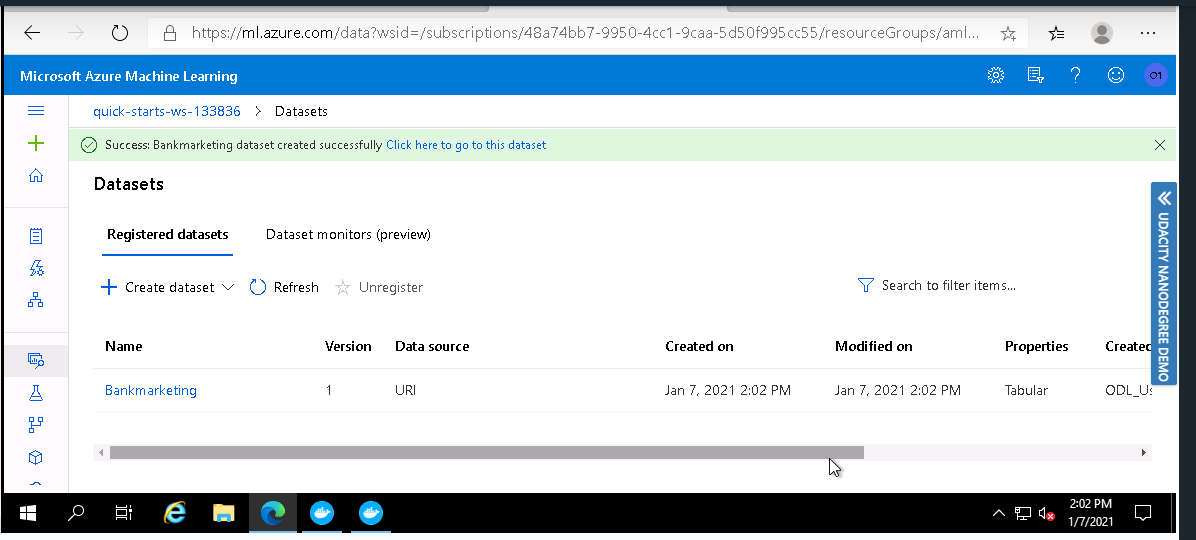 https://ml.azure.com/data?wsid=/subscriptions/48a74bb7-9950-4cc1-9caa-5d50f995cc55/resourceGroups/aml...
Microsoft Azure Machine Learning
O1
quick-starts-ws-133836 > Datasets
Success: Bankmarketing dataset created successfully Click here to go to this dataset
Datasets
Registered datasets Dataset monitors (preview)
Create dataset Refresh Unregister Search to filter items...
UDACITY NANODEGREE DEMO
Name Version Data source Created on Modified on Properties Created
Bankmarketing 1 URI Jan 7, 2021 2:02 PM Jan 7, 2021 2:02 PM Tabular ODL_Us
2:02 PM
1/7/2021